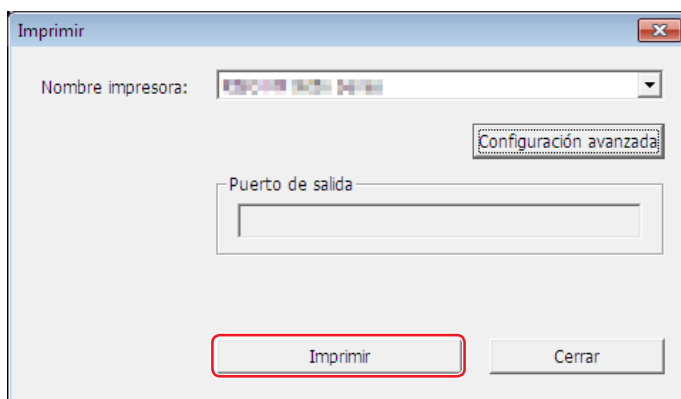 Imprimir
Nombre impresora:
Configuración avanzada
Puerto de salida
Imprimir
Cerrar